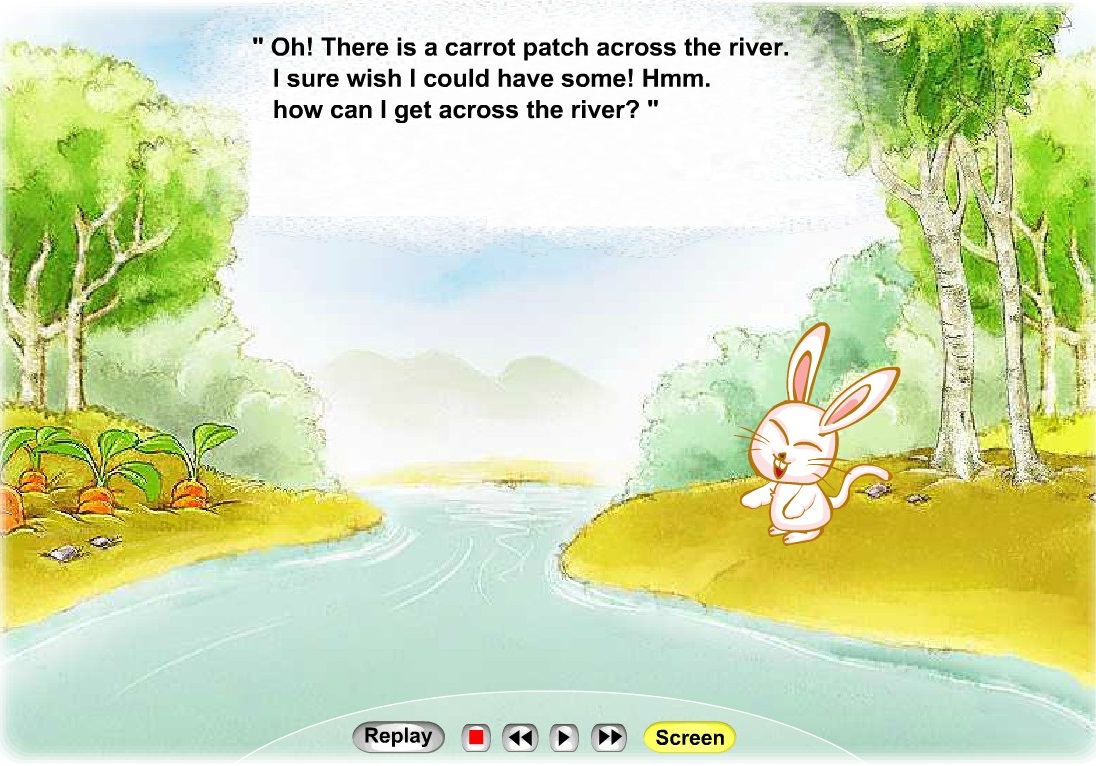 " Oh! There is a carrot patch across the river.
I sure wish I could have some! Hmm.
how can I get across the river? "
Replay
Screen